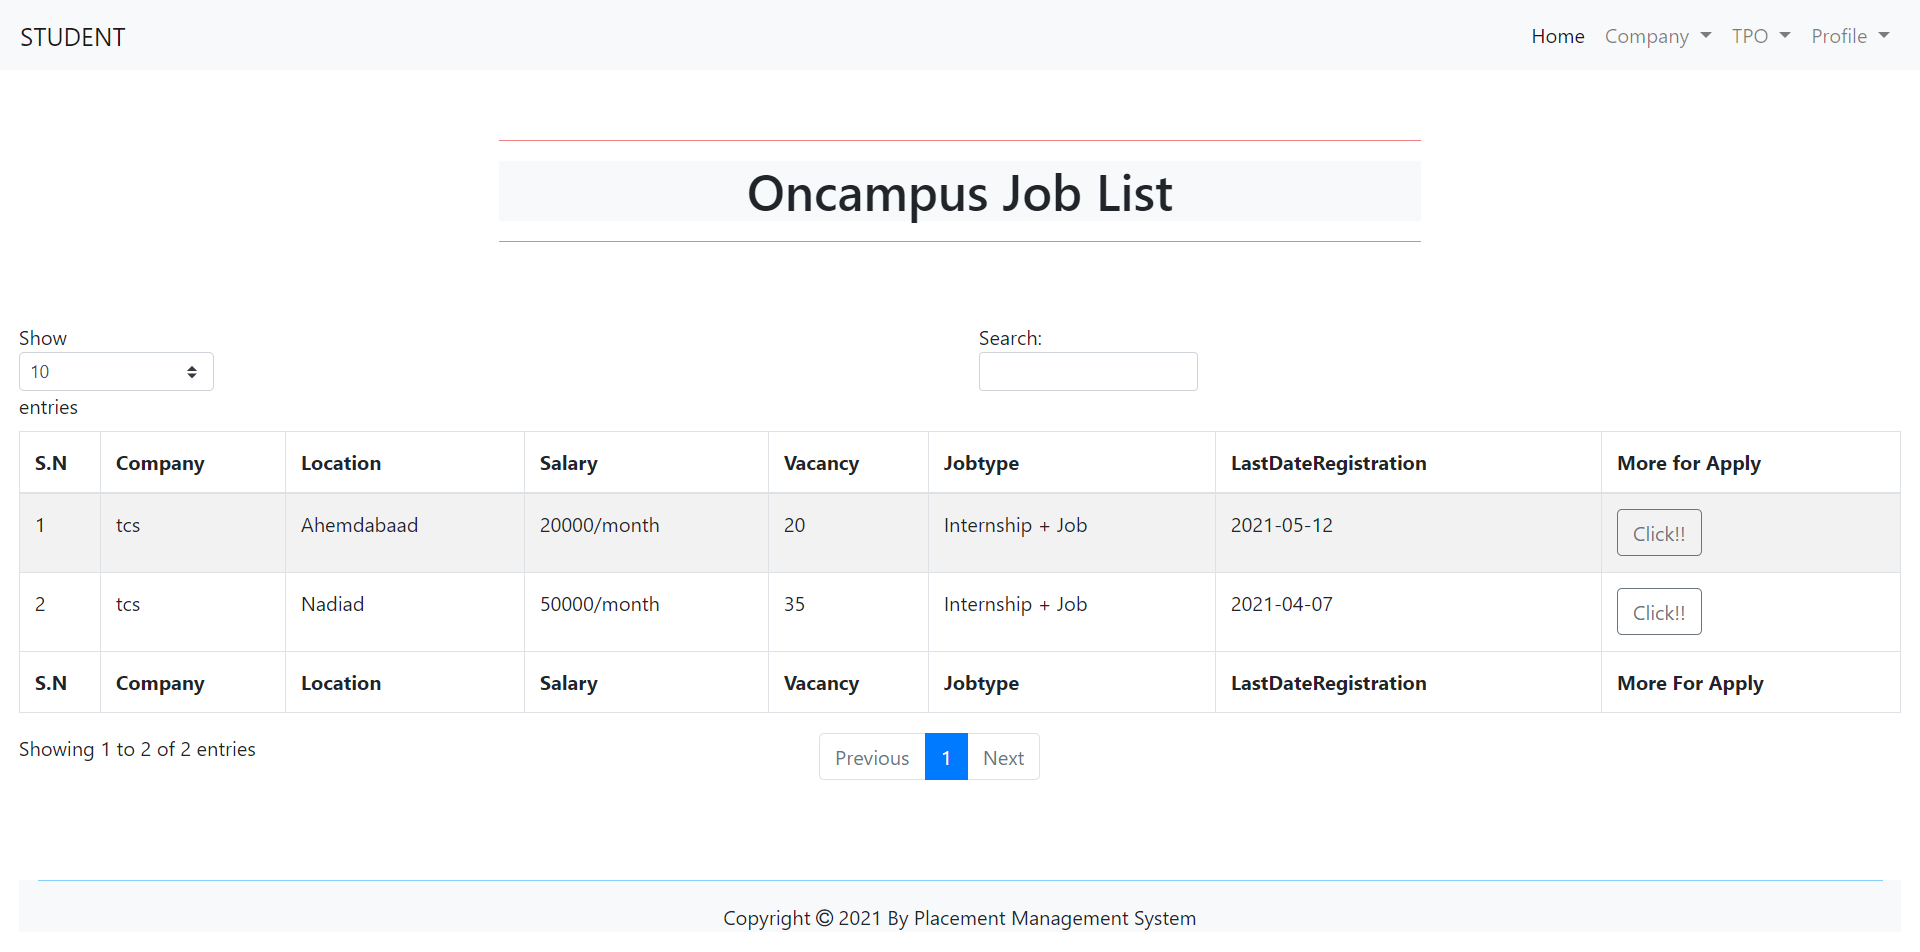 STUDENT Home Company TPO Profile
Oncampus Job List
Show Search:
10
entries
S.N Company Location Salary Vacancy Jobtype LastDateRegistration More for Apply
1 tcs Ahemdabaad 20000/month 20 Internship + Job 2021-05-12 Click!!
2 tcs Nadiad 50000/month 35 Internship + Job 2021-04-07 Click!!
S.N Company Location Salary Vacancy Jobtype LastDateRegistration More For Apply
Showing 1 to 2 of 2 entries Previous 1 Next
Copyright © 2021 By Placement Management System